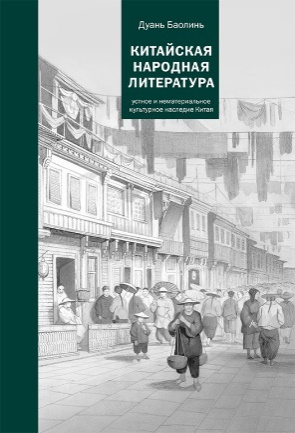 Дуань Баолинь
КИТАЙСКАЯ
НАРОДНАЯ
ЛИТЕРАТУРА
устное и нематериальное
культурное наследие Китая